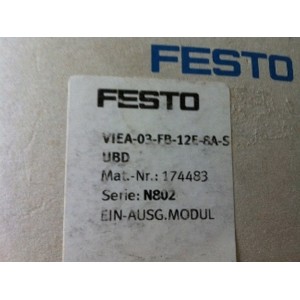 FESTO
FESTO
VIEA-03-FB-12E-8A-S
UBD
Mat.-Nr.: 174483
Serie: N802
EIN-AUSG.MODUL